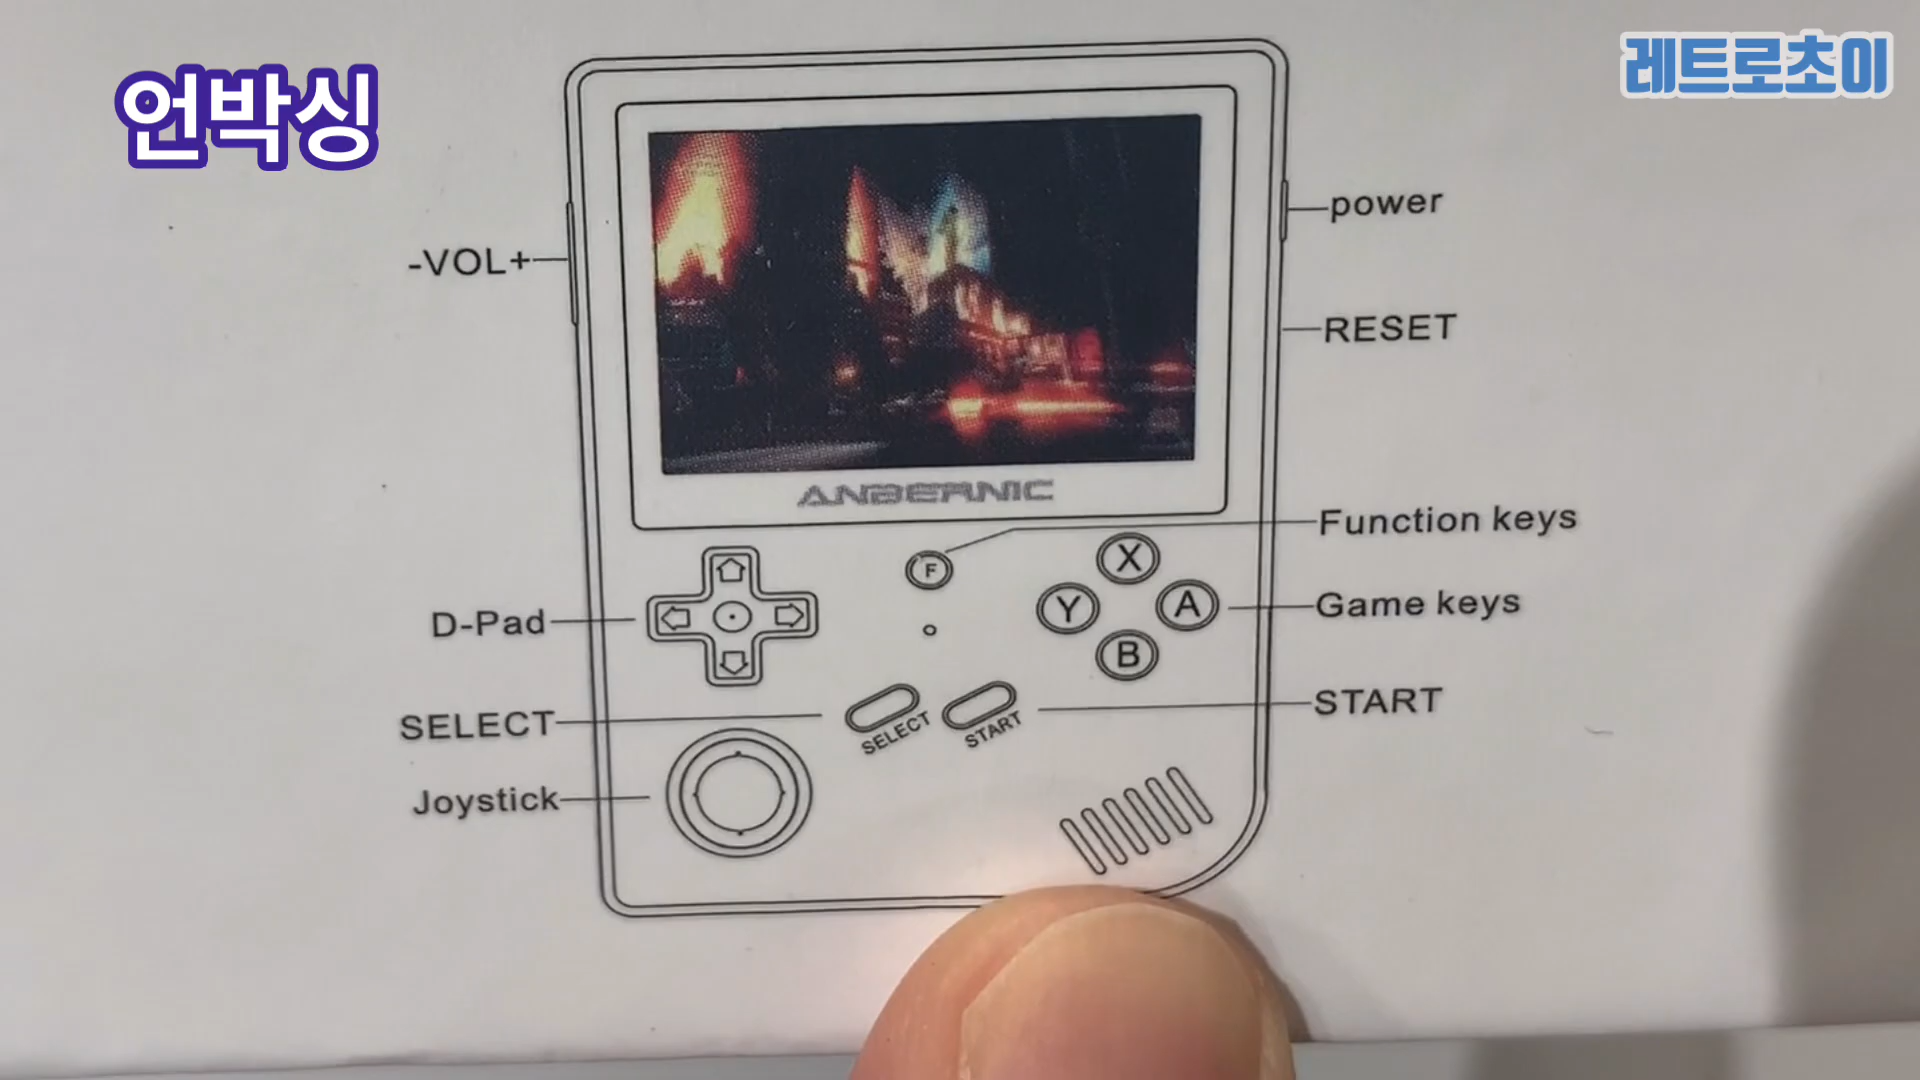 언박싱
레트로초이
-VOL+
power
RESET
ANBERNIC
Function keys
F
X
Y
A
B
Game keys
D-Pad
SELECT
SELECT
START
START
Joystick